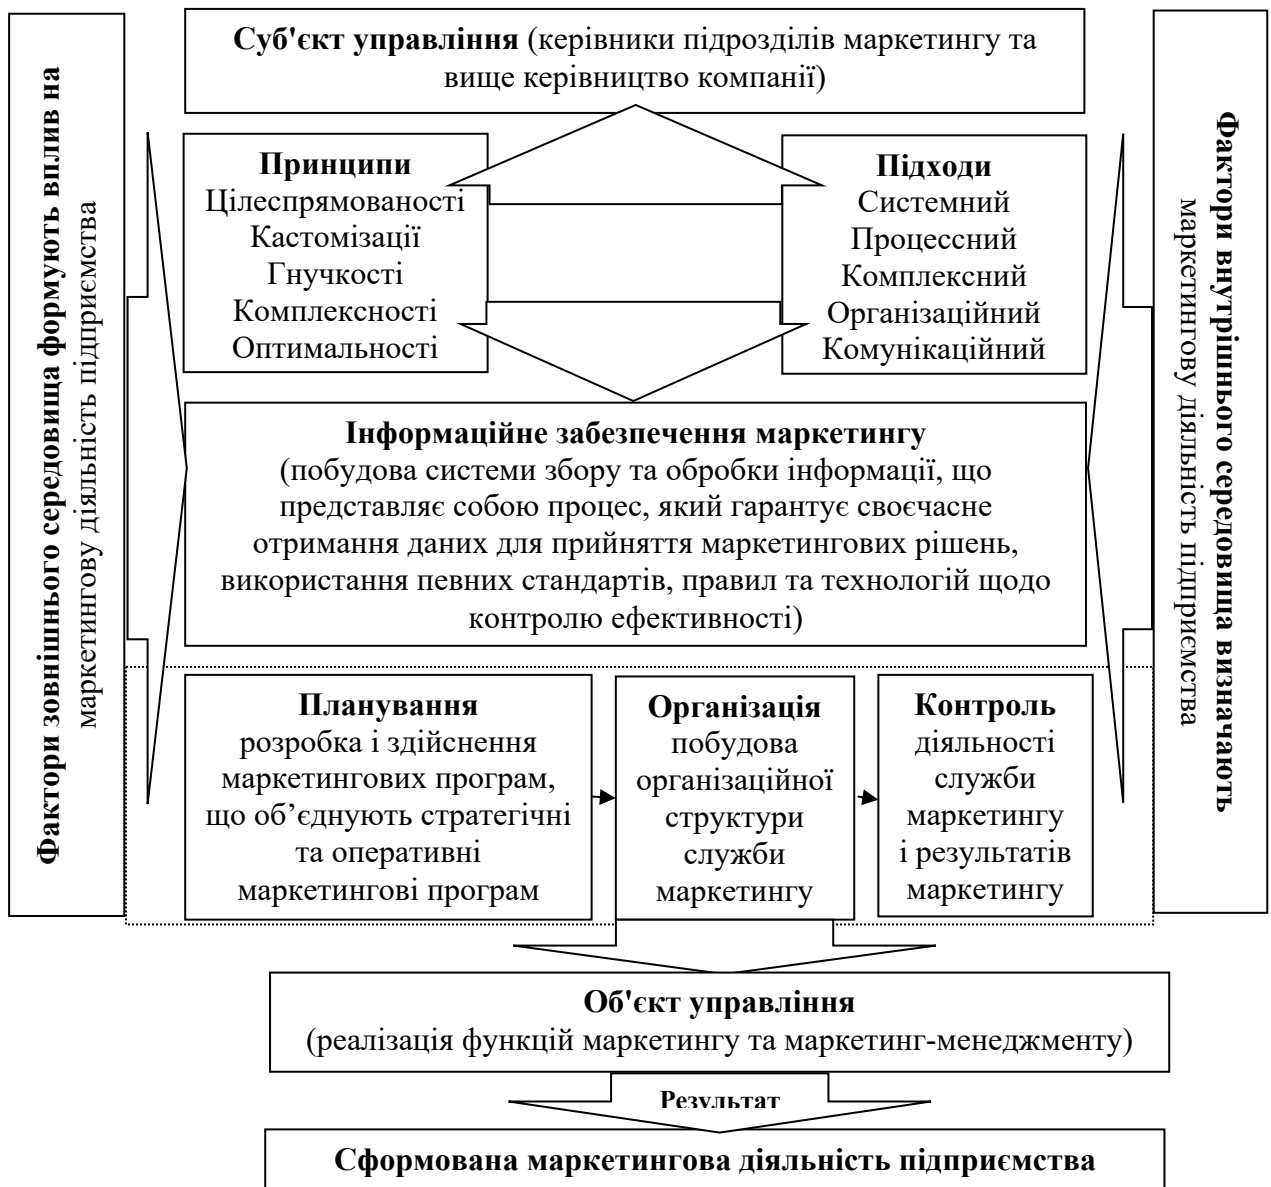 Суб'єкт управління (керівники підрозділів маркетингу та
вище керівництво компанії)
Фактори зовнішнього середовища формують вплив на
маркетингову діяльність підприємства
Принципи
Цілеспрямованості
Кастомізації
Гнучкості
Комплексності
Оптимальності
Підходи
Системний
Процессний
Комплексний
Організаційний
Комунікаційний
Фактори внутрішнього середовища визначають
маркетингову діяльність підприємства
Інформаційне забезпечення маркетингу
(побудова системи збору та обробки інформації, що
представляє собою процес, який гарантує своєчасне
отримання даних для прийняття маркетингових рішень,
використання певних стандартів, правил та технологій щодо
контролю ефективності)
Планування
розробка і здійснення
маркетингових програм,
що об’єднують стратегічні
та оперативні
маркетингові програм
Організація
побудова
організаційної
структури
служби
маркетингу
Контроль
діяльності
служби
маркетингу
і результатів
маркетингу
Об'єкт управління
(реалізація функцій маркетингу та маркетинг-менеджменту)
Результат
Сформована маркетингова діяльність підприємства